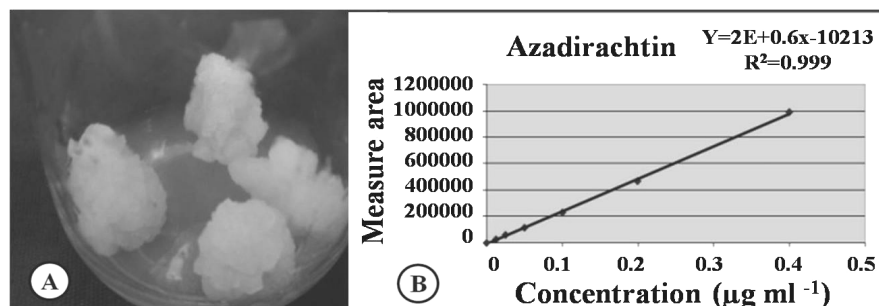 A
Azadirachtin
Y=2E+0.6x-10213
R²=0.999
Measure area
1200000
1000000
800000
600000
400000
200000
0
0 0.1 0.2 0.3 0.4 0.5
Concentration (µg ml -1)
B